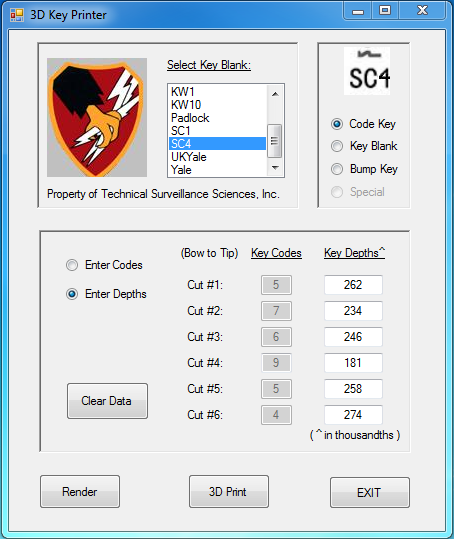 3D Key Printer
Select Key Blank:
KW1
KW10
Padlock
SC1
SC4
UKYale
Yale
Property of Technical Surveillance Sciences, Inc.
SC4
Code Key
Key Blank
Bump Key
Special
Enter Codes
Enter Depths
Clear Data
(Bow to Tip) Key Codes Key Depths^
Cut #1: 5 262
Cut #2: 7 234
Cut #3: 6 246
Cut #4: 9 181
Cut #5: 5 258
Cut #6: 4 274
( ^in thousandths )
Render 3D Print EXIT